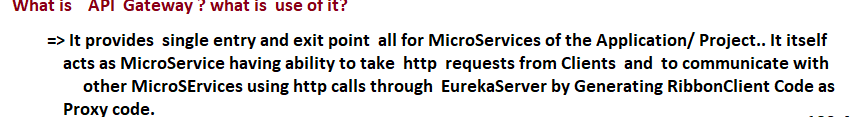 What is API Gateway ? what is use of it?
=> It provides single entry and exit point all for MicroServices of the Application/ Project.. It itself
acts as MicroService having ability to take http requests from Clients and to communicate with
other MicroSErvices using http calls through EurekaServer by Generating RibbonClient Code as
Proxy code.